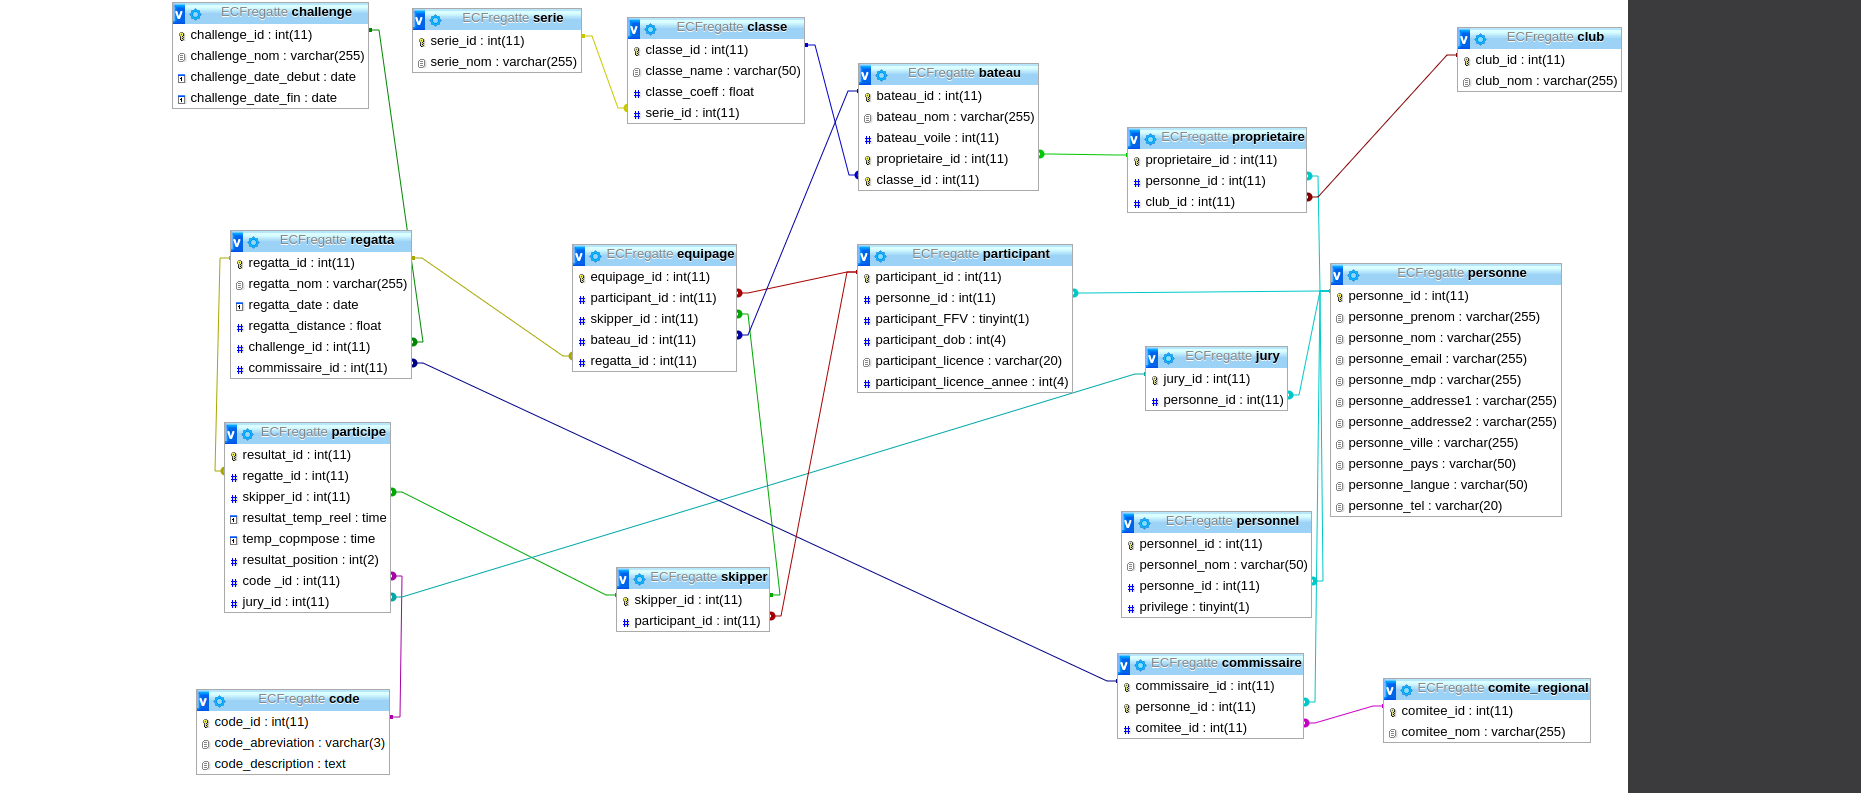 ECFregatte challenge
challenge_id : int(11)
challenge_nom : varchar(255)
challenge_date_debut : date
challenge_date_fin : date
ECFregatte serie
serie_id : int(11)
serie_nom : varchar(255)
ECFregatte classe
classe_id : int(11)
classe_name : varchar(50)
classe_coeff : float
serie_id : int(11)
ECFregatte bateau
bateau_id : int(11)
bateau_nom : varchar(255)
bateau_voile : int(11)
proprietaire_id : int(11)
classe_id : int(11)
ECFregatte club
club_id : int(11)
club_nom : varchar(255)
ECFregatte proprietaire
proprietaire_id : int(11)
personne_id : int(11)
club_id : int(11)
ECFregatte regatta
regatta_id : int(11)
regatta_nom : varchar(255)
regatta_date : date
regatta_distance : float
challenge_id : int(11)
commissaire_id : int(11)
ECFregatte equipage
equipage_id : int(11)
participant_id : int(11)
skipper_id : int(11)
bateau_id : int(11)
regatta_id : int(11)
ECFregatte participant
participant_id : int(11)
personne_id : int(11)
participant_FFV : tinyint(1)
participant_dob : int(4)
participant_licence : varchar(20)
participant_licence_annee : int(4)
ECFregatte personne
personne_id : int(11)
personne_prenom : varchar(255)
personne_nom : varchar(255)
personne_email : varchar(255)
personne_mdp : varchar(255)
personne_addresse1 : varchar(255)
personne_addresse2 : varchar(255)
personne_ville : varchar(255)
personne_pays : varchar(50)
personne_langue : varchar(50)
personne_tel : varchar(20)
ECFregatte jury
jury_id : int(11)
personne_id : int(11)
ECFregatte participe
resultat_id : int(11)
regatte_id : int(11)
skipper_id : int(11)
resultat_temp_reel : time
temp_copmpose : time
resultat_position : int(2)
code _id : int(11)
jury_id : int(11)
ECFregatte personnel
personnel_id : int(11)
personnel_nom : varchar(50)
personne_id : int(11)
privilege : tinyint(1)
ECFregatte skipper
skipper_id : int(11)
participant_id : int(11)
ECFregatte commissaire
commissaire_id : int(11)
personne_id : int(11)
comitee_id : int(11)
ECFregatte comite_regional
comitee_id : int(11)
comitee_nom : varchar(255)
ECFregatte code
code_id : int(11)
code_abreviation : varchar(3)
code_description : text